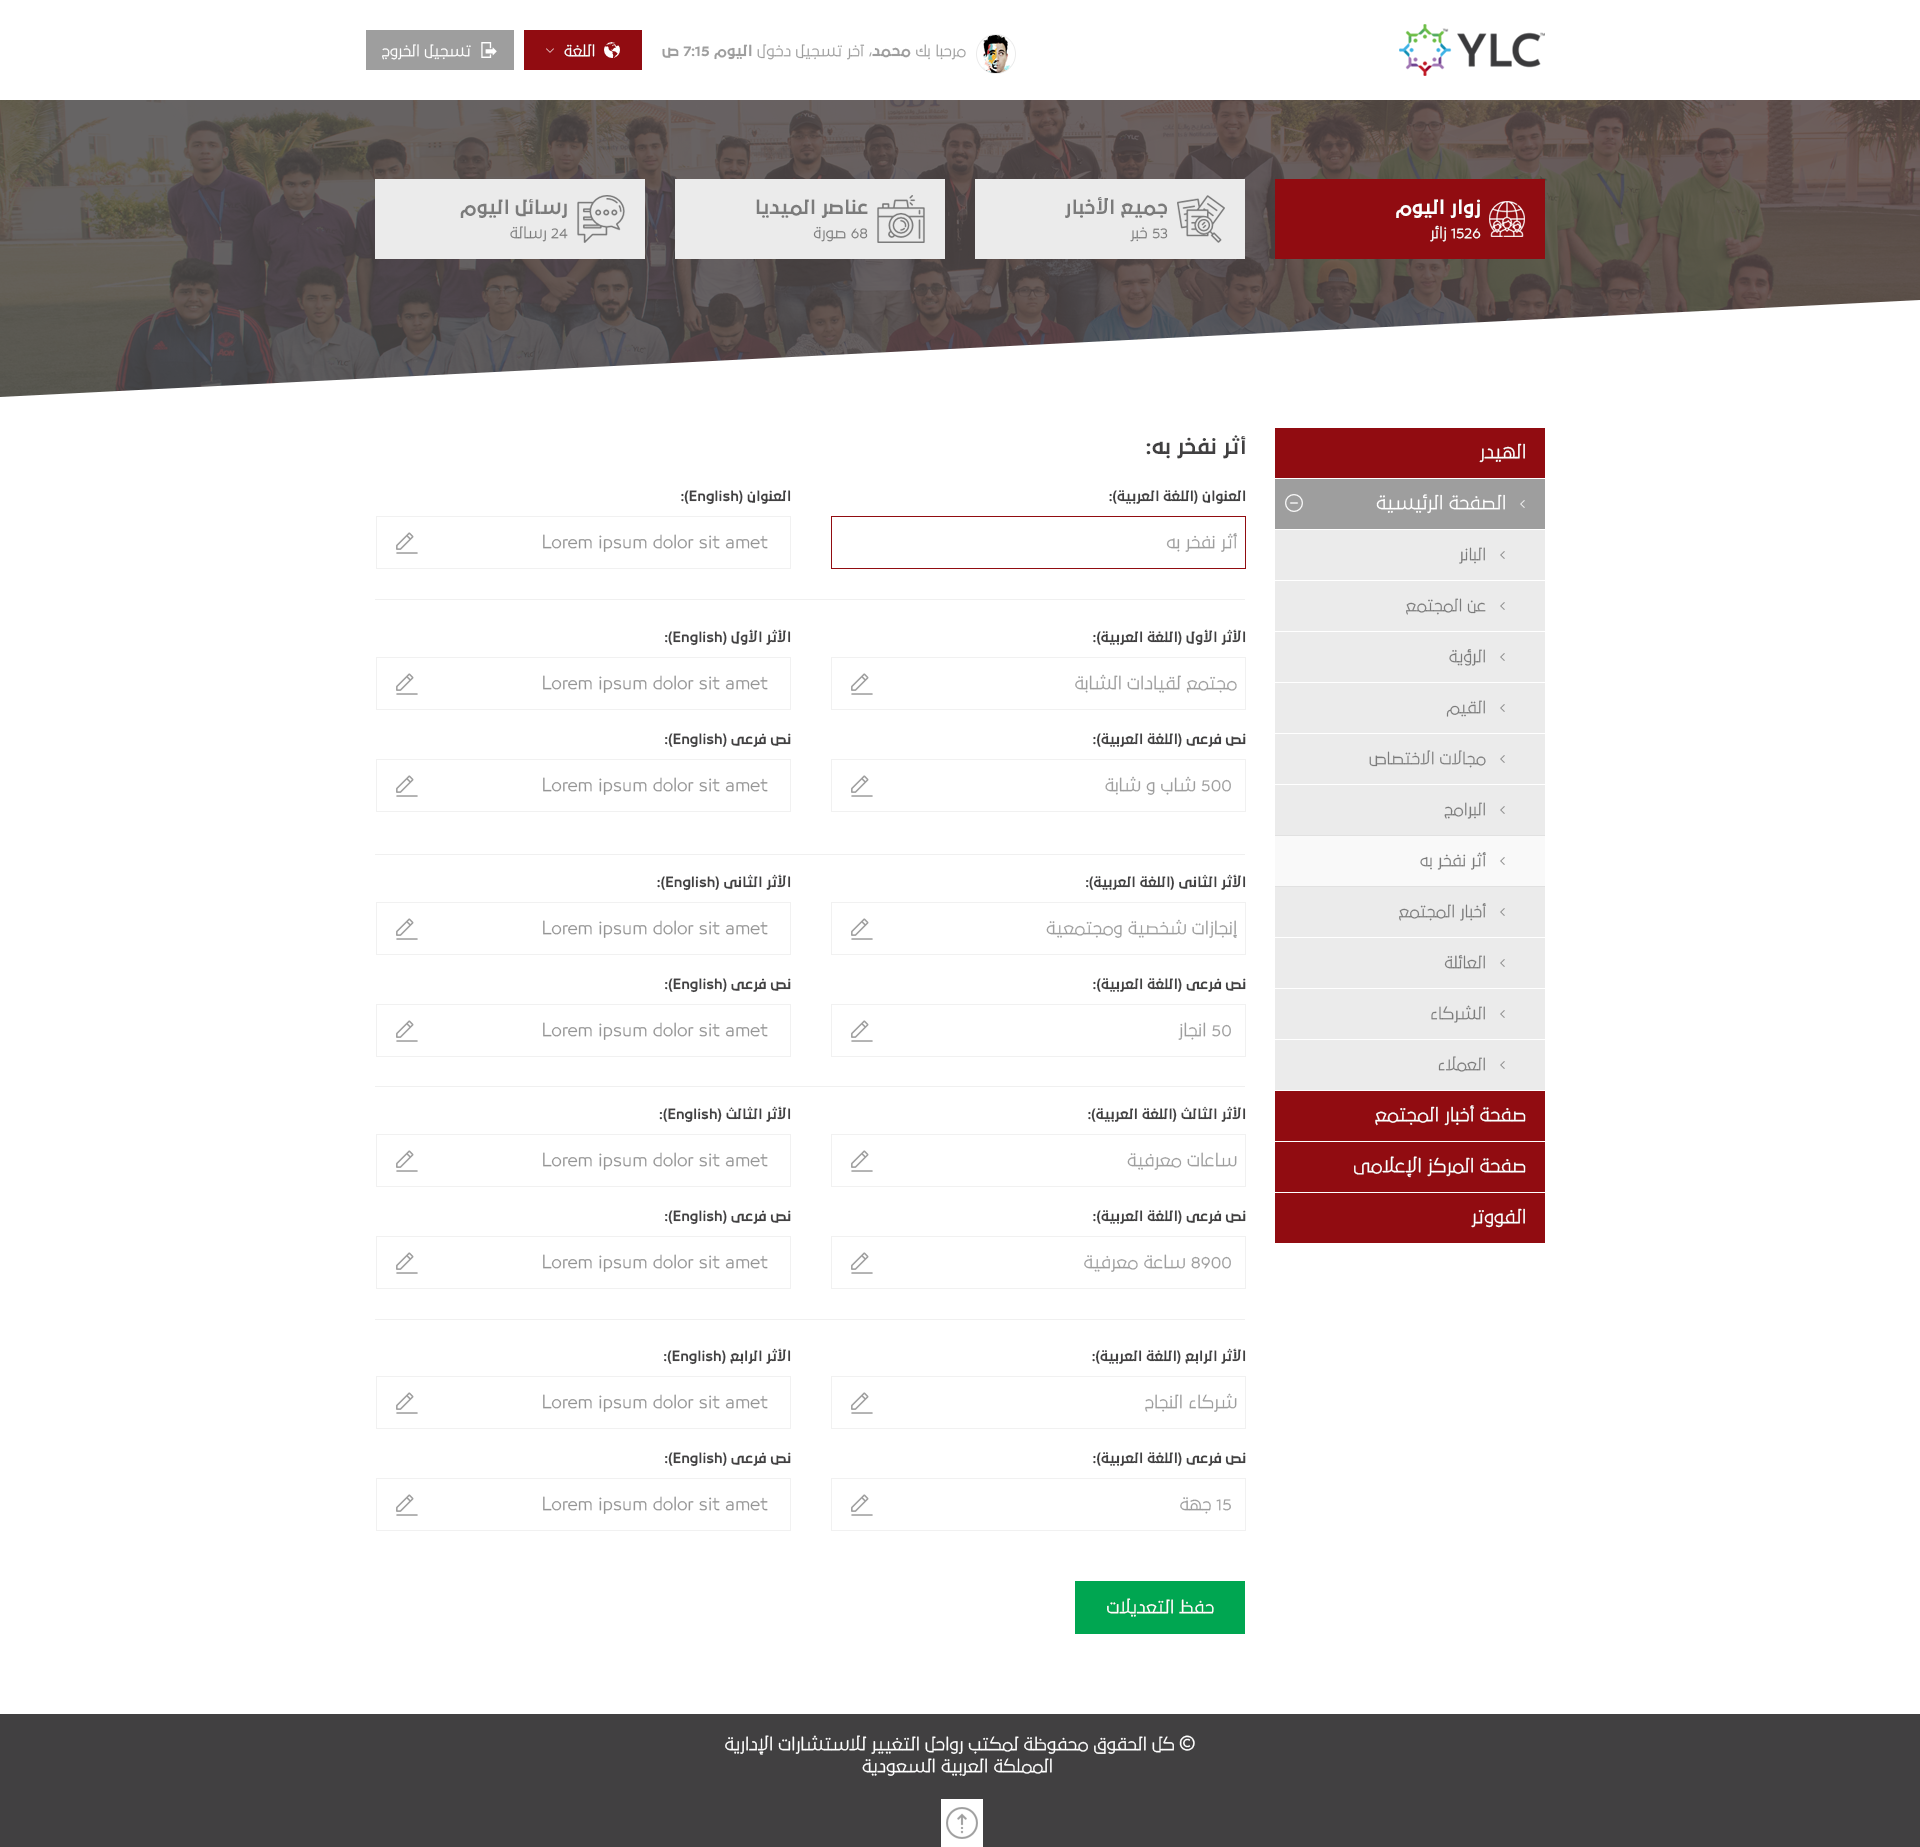 YLC
مرحبا بك محمد، آخر تسجيل دخول اليوم 7:15 ص
اللغة
تسجيل الخروج
زوار اليوم
1526 زائر
جميع الأخبار
53 خبر
عناصر الميديا
68 صورة
رسائل اليوم
24 رسالة
الهيدر
الصفحة الرئيسية
البانر
عن المجتمع
الرؤية
القيم
مجالات الاختصاص
البرامج
أثر نفخر به
أخبار المجتمع
العائلة
الشركاء
العملاء
صفحة أخبار المجتمع
صفحة المركز الإعلامى
الفووتر
أثر نفخر به:
العنوان (اللغة العربية):
العنوان (English):
أثر نفخر به
Lorem ipsum dolor sit amet
الأثر الأول (اللغة العربية):
الأثر الأول (English):
مجتمع لقيادات الشابة
Lorem ipsum dolor sit amet
نص فرعى (اللغة العربية):
نص فرعى (English):
500 شاب و شابة
Lorem ipsum dolor sit amet
الأثر الثانى (اللغة العربية):
الأثر الثانى (English):
إنجازات شخصية ومجتمعية
Lorem ipsum dolor sit amet
نص فرعى (اللغة العربية):
نص فرعى (English):
50 انجاز
Lorem ipsum dolor sit amet
الأثر الثالث (اللغة العربية):
الأثر الثالث (English):
ساعات معرفية
Lorem ipsum dolor sit amet
نص فرعى (اللغة العربية):
نص فرعى (English):
8900 ساعة معرفية
Lorem ipsum dolor sit amet
الأثر الرابع (اللغة العربية):
الأثر الرابع (English):
شركاء النجاح
Lorem ipsum dolor sit amet
نص فرعى (اللغة العربية):
نص فرعى (English):
15 جهة
Lorem ipsum dolor sit amet
حفظ التعديلات
© كل الحقوق محفوظة لمكتب رواحل التغيير للاستشارات الإدارية
المملكة العربية السعودية